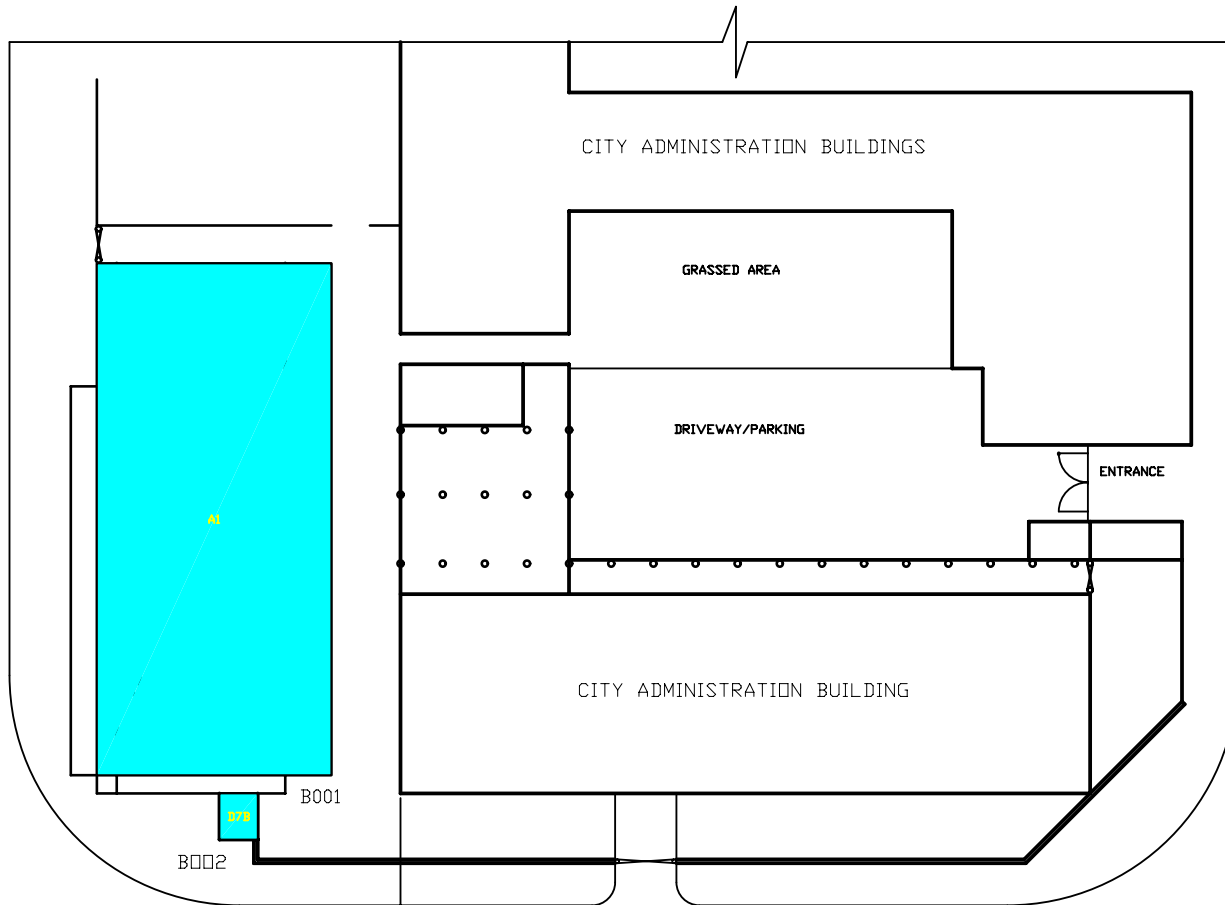 CITY ADMINISTRATION BUILDINGS
GRASSED AREA
DRIVEWAY/PARKING
ENTRANCE
A1
CITY ADMINISTRATION BUILDING
B001
D7B
B002